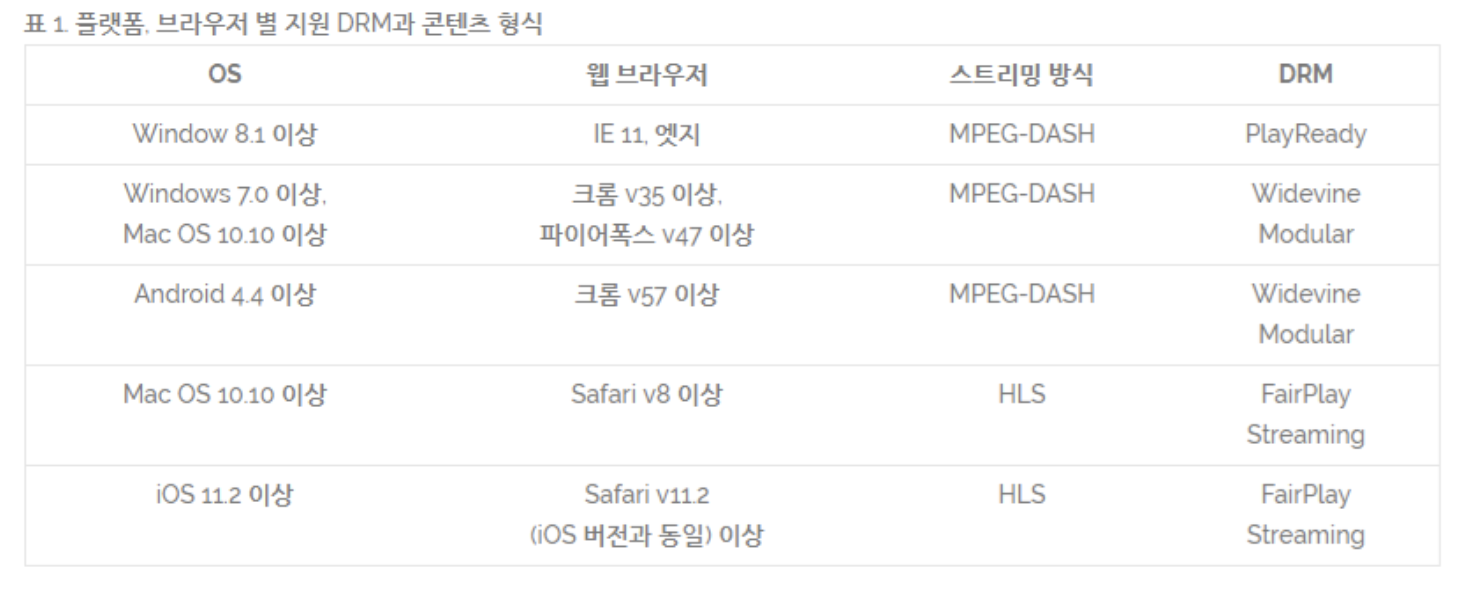 표 1. 플랫폼, 브라우저 별 지원 DRM과 콘텐츠 형식
OS 웹 브라우저 스트리밍 방식 DRM
Window 8.1 이상 IE 11, 엣지 MPEG-DASH PlayReady
Windows 7.0 이상, 크롬 v35 이상, MPEG-DASH Widevine
Mac OS 10.10 이상 파이어폭스 v47 이상 Modular
Android 4.4 이상 크롬 v57 이상 MPEG-DASH Widevine
Modular
Mac OS 10.10 이상 Safari v8 이상 HLS FairPlay
Streaming
iOS 11.2 이상 Safari v11.2 HLS FairPlay
(iOS 버전과 동일) 이상 Streaming